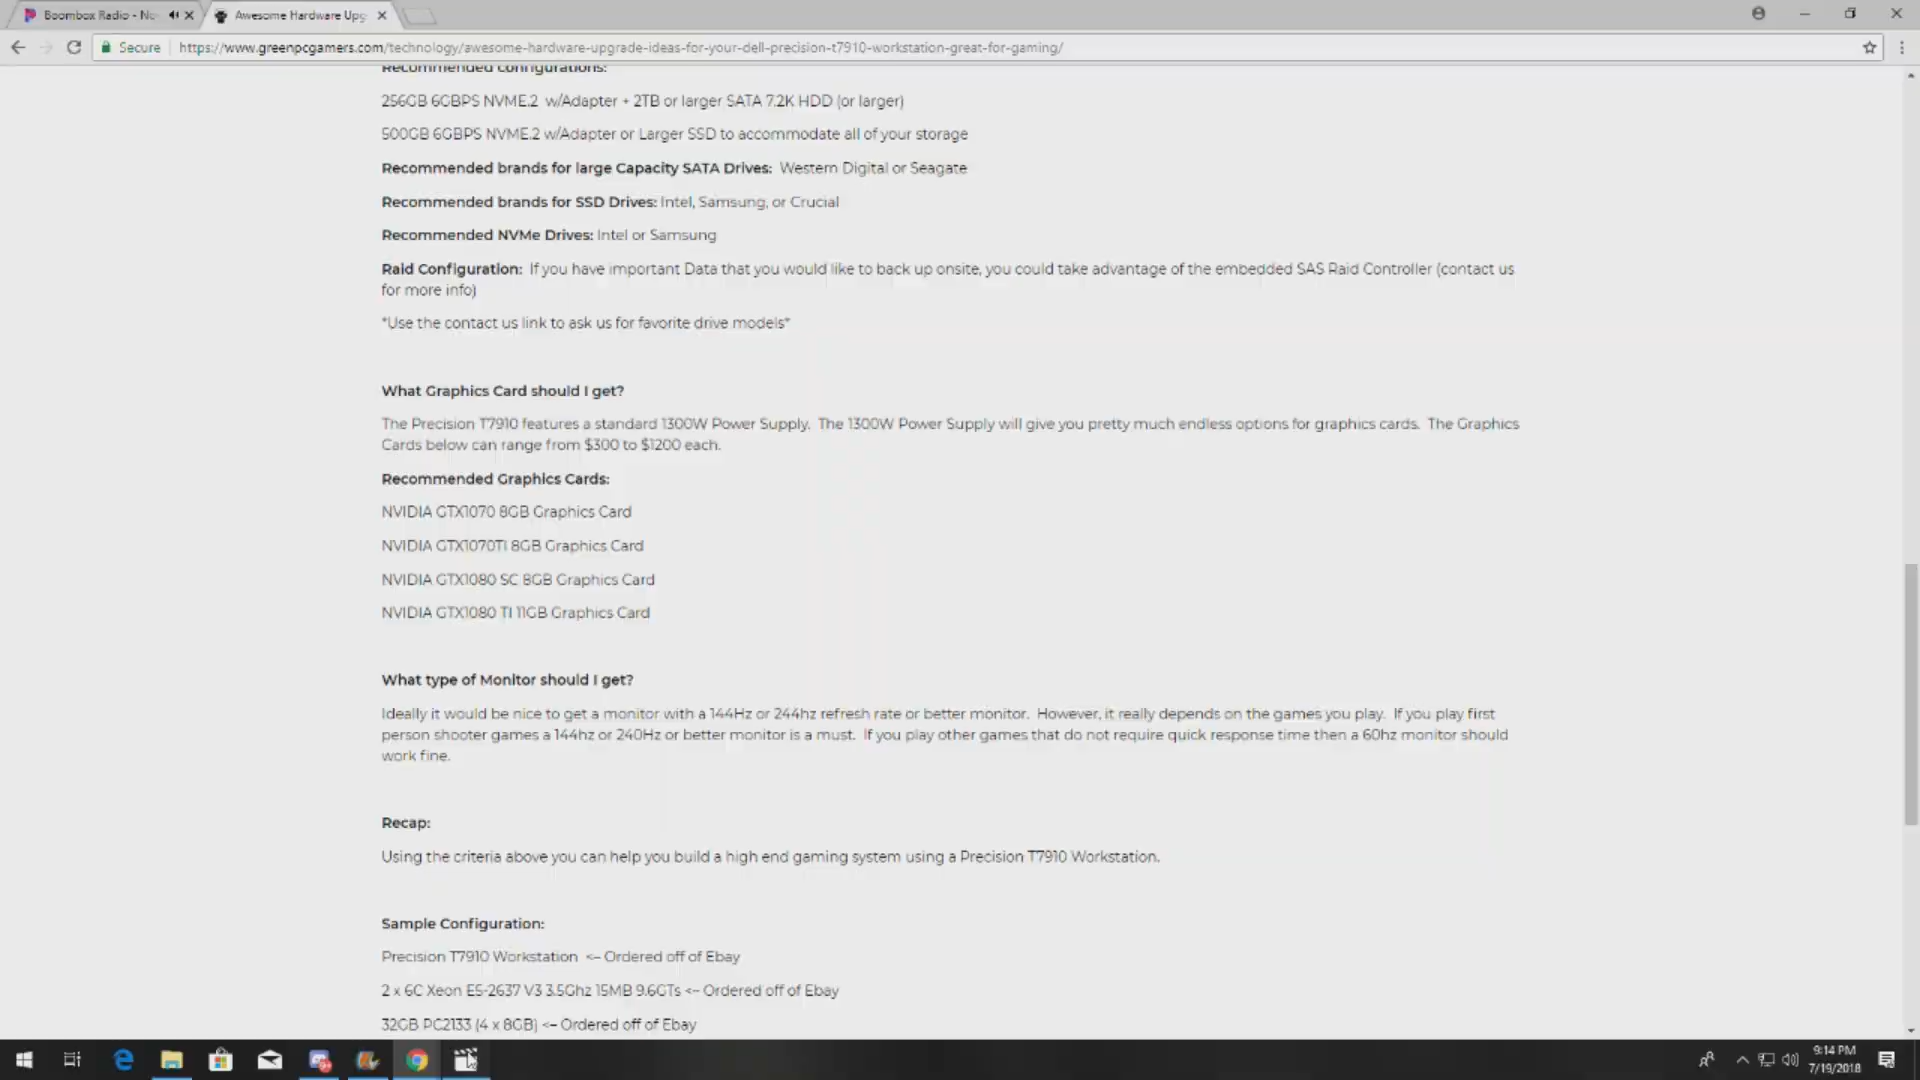 Boombox Radio - No
Awesome Hardware Upg
Secure
https://www.greenpcgamers.com/technology/awesome-hardware-upgrade-ideas-for-your-dell-precision-t7910-workstation-great-for-gaming/
Recommended configurations:
256GB 6GBPS NVME.2 w/Adapter + 2TB or larger SATA 7.2K HDD (or larger)
500GB 6GBPS NVME.2 w/Adapter or Larger SSD to accommodate all of your storage
Recommended brands for large Capacity SATA Drives: Western Digital or Seagate
Recommended brands for SSD Drives: Intel, Samsung, or Crucial
Recommended NVMe Drives: Intel or Samsung
Raid Configuration: If you have important Data that you would like to back up onsite, you could take advantage of the embedded SAS Raid Controller (contact us
for more info)
*Use the contact us link to ask us for favorite drive models*
What Graphics Card should I get?
The Precision T7910 features a standard 1300W Power Supply. The 1300W Power Supply will give you pretty much endless options for graphics cards. The Graphics
Cards below can range from $300 to $1200 each.
Recommended Graphics Cards:
NVIDIA GTX1070 8GB Graphics Card
NVIDIA GTX1070TI 8GB Graphics Card
NVIDIA GTX1080 SC 8GB Graphics Card
NVIDIA GTX1080 TI 11GB Graphics Card
What type of Monitor should I get?
Ideally it would be nice to get a monitor with a 144Hz or 244hz refresh rate or better monitor. However, it really depends on the games you play. If you play first
person shooter games a 144hz or 240Hz or better monitor is a must. If you play other games that do not require quick response time then a 60hz monitor should
work fine.
Recap:
Using the criteria above you can help you build a high end gaming system using a Precision T7910 Workstation.
Sample Configuration:
Precision T7910 Workstation <– Ordered off of Ebay
2 x 6C Xeon E5-2637 V3 3.5Ghz 15MB 9.6GTs <– Ordered off of Ebay
32GB PC2133 (4 x 8GB) <– Ordered off of Ebay
9:14 PM
7/19/2018